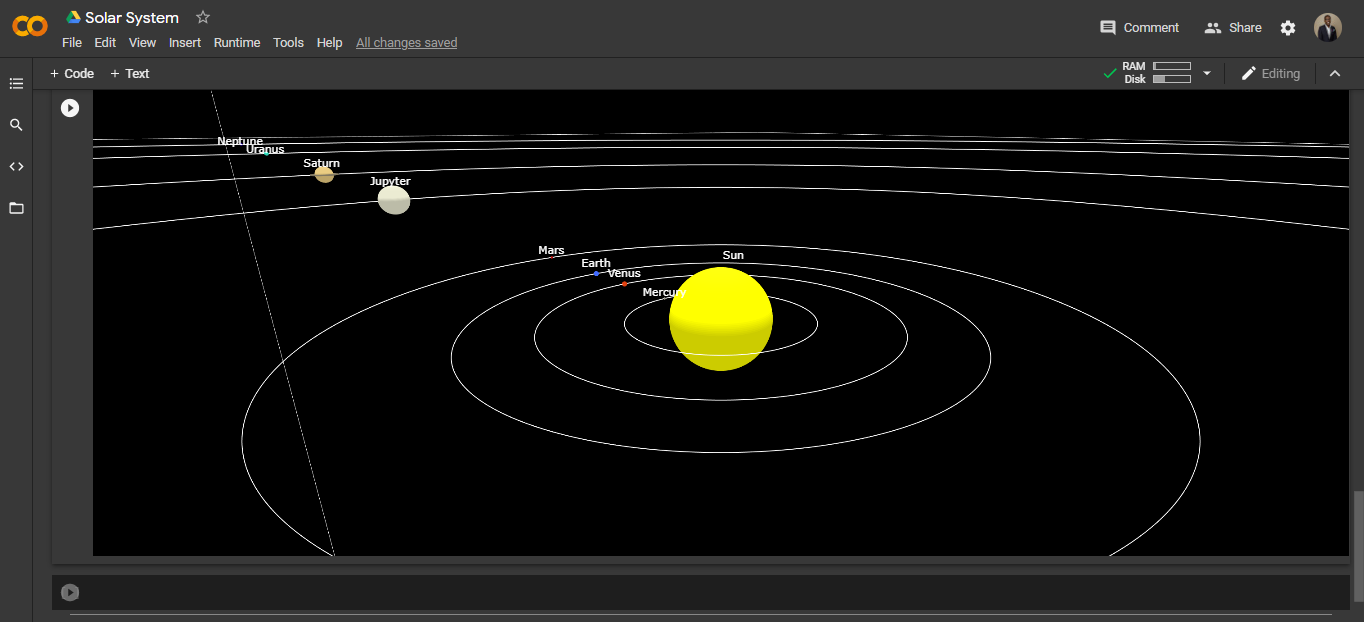 Solar System
Comment Share
File Edit View Insert Runtime Tools Help All changes saved
+ Code + Text
RAM
Disk
Editing
Neptune
Uranus
Saturn
Jupyter
Mars
Sun
Earth
Venus
Mercury